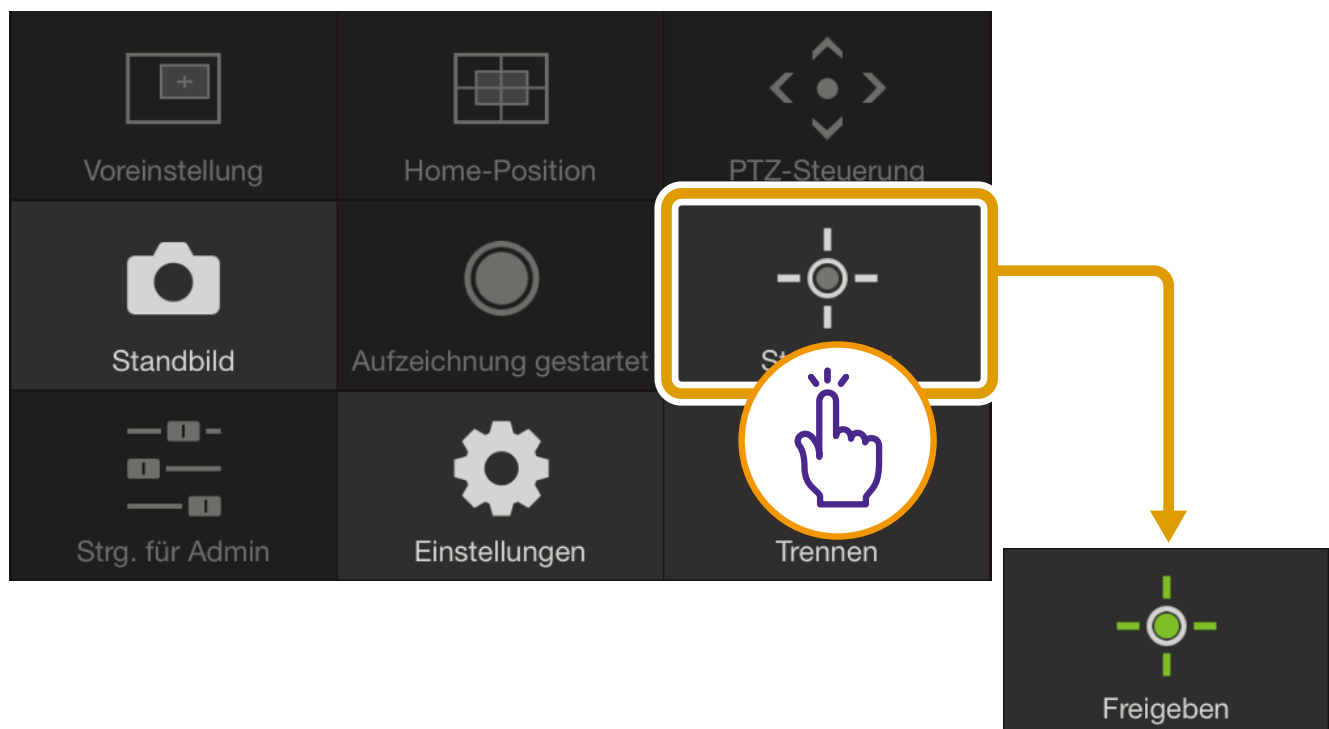 Voreinstellung
Home-Position
PTZ-Steuerung
Standbild
Aufzeichnung gestartet
Strg. für Admin
Einstellungen
Trennen
Freigeben